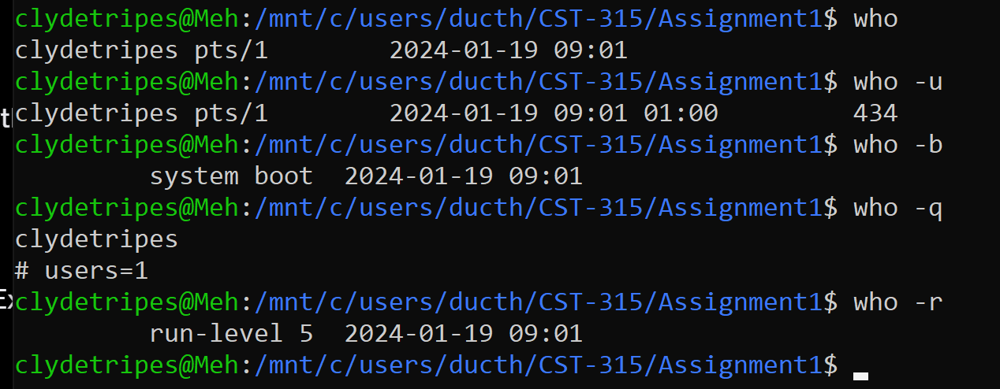 clydetripes@Meh:/mnt/c/users/ducth/CST-315/Assignment1$ who
clydetripes pts/1        2024-01-19 09:01
clydetripes@Meh:/mnt/c/users/ducth/CST-315/Assignment1$ who -u
clydetripes pts/1        2024-01-19 09:01 01:00         434
clydetripes@Meh:/mnt/c/users/ducth/CST-315/Assignment1$ who -b
         system boot  2024-01-19 09:01
clydetripes@Meh:/mnt/c/users/ducth/CST-315/Assignment1$ who -q
clydetripes
# users=1
clydetripes@Meh:/mnt/c/users/ducth/CST-315/Assignment1$ who -r
         run-level 5  2024-01-19 09:01
clydetripes@Meh:/mnt/c/users/ducth/CST-315/Assignment1$